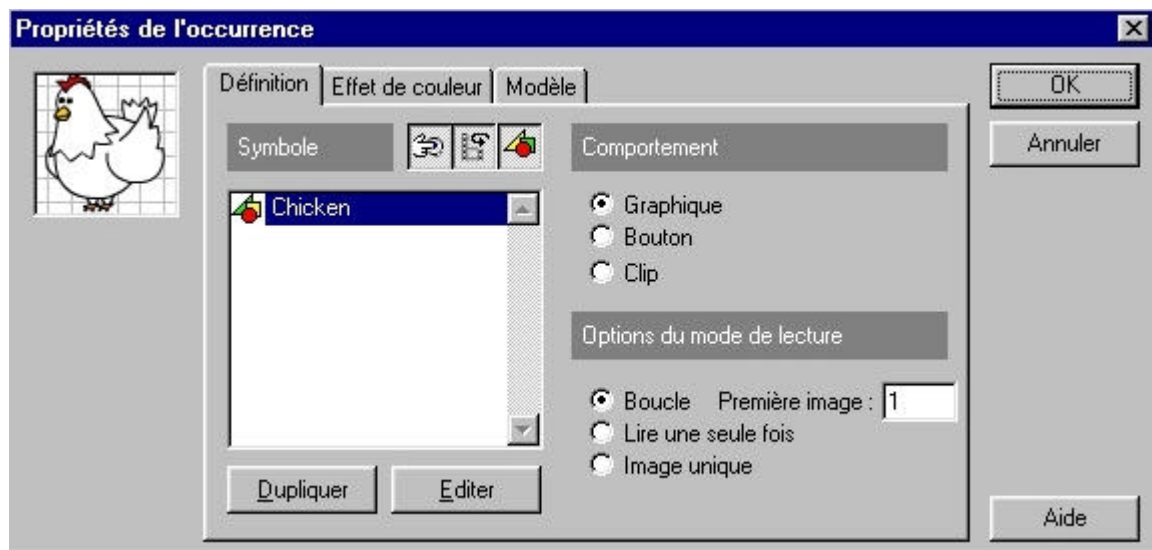 Propriétés de l'occurrence
Définition
Effet de couleur
Modèle
OK
Annuler
Symbole
Chicken
Dupliquer
Editer
Comportement
Graphique
Bouton
Clip
Options du mode de lecture
Boucle Première image : 1
Lire une seule fois
Image unique
Aide